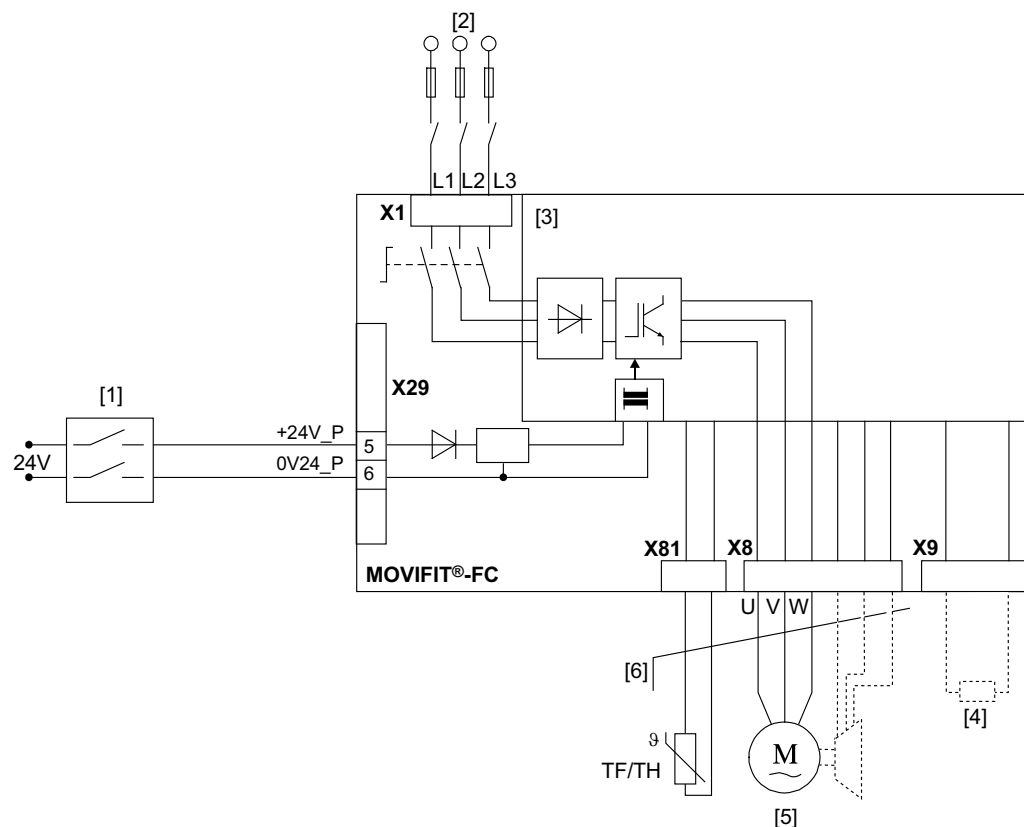 [2]
L1 L2 L3
X1
[3]
X29
[1]
+24V_P
5
24V
0V24_P
6
X81 X8 X9
MOVIFIT®-FC
U V W
[6]
[4]
ϑ
TF/TH
M
[5]